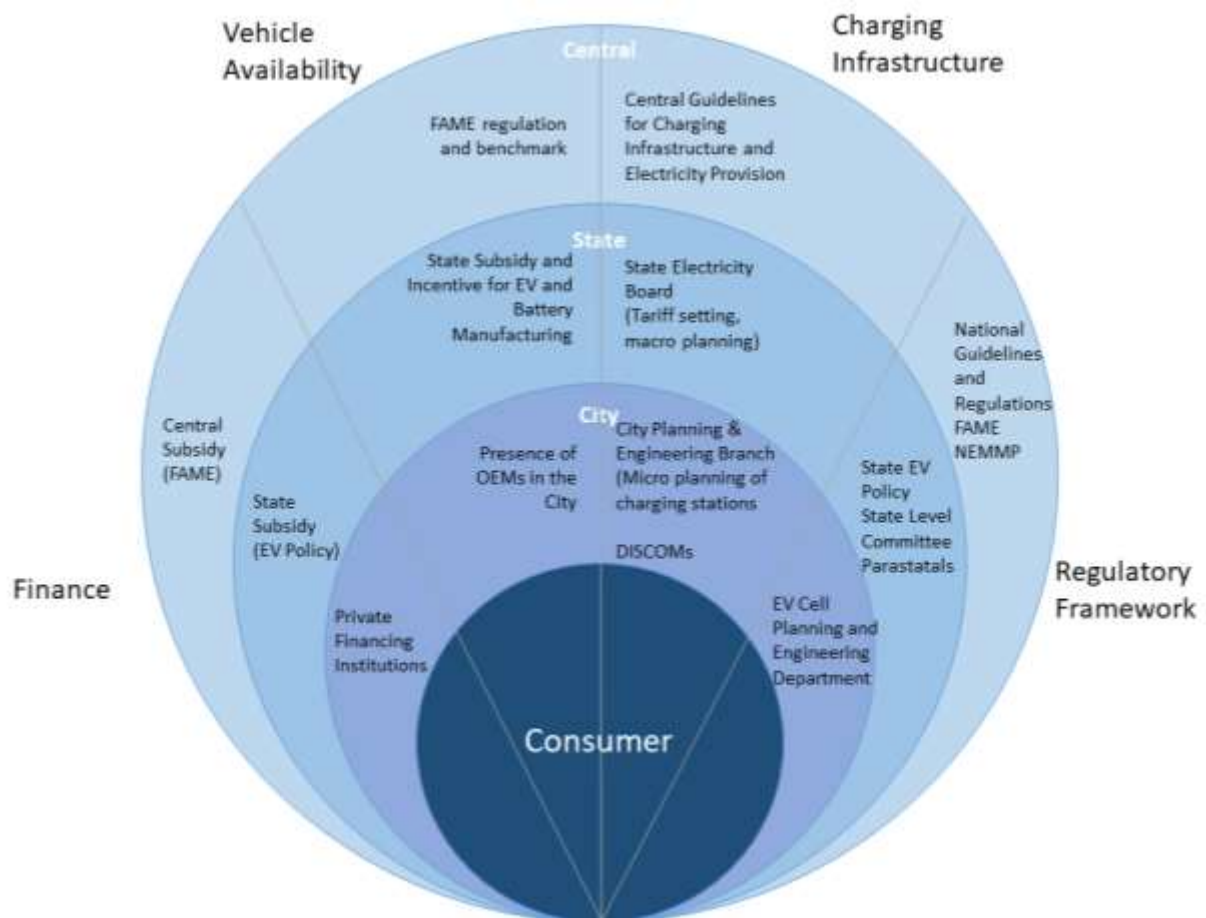 Vehicle
Availability
Charging
Infrastructure
Central
FAME regulation
and benchmark
Central Guidelines
for Charging
Infrastructure and
Electricity Provision
State
State Subsidy and
Incentive for EV and
Battery
Manufacturing
State Electricity
Board
(Tariff setting,
macro planning)
National
Guidelines
and
Regulations
FAME
NEMMP
Central
Subsidy
(FAME)
City
Presence of
OEMs in the
City
City Planning &
Engineering Branch
(Micro planning of
charging stations
DISCOMs
State EV
Policy
State Level
Committee
Parastatals
State
Subsidy
(EV Policy)
Finance
Regulatory
Framework
Private
Financing
Institutions
EV Cell
Planning and
Engineering
Department
Consumer